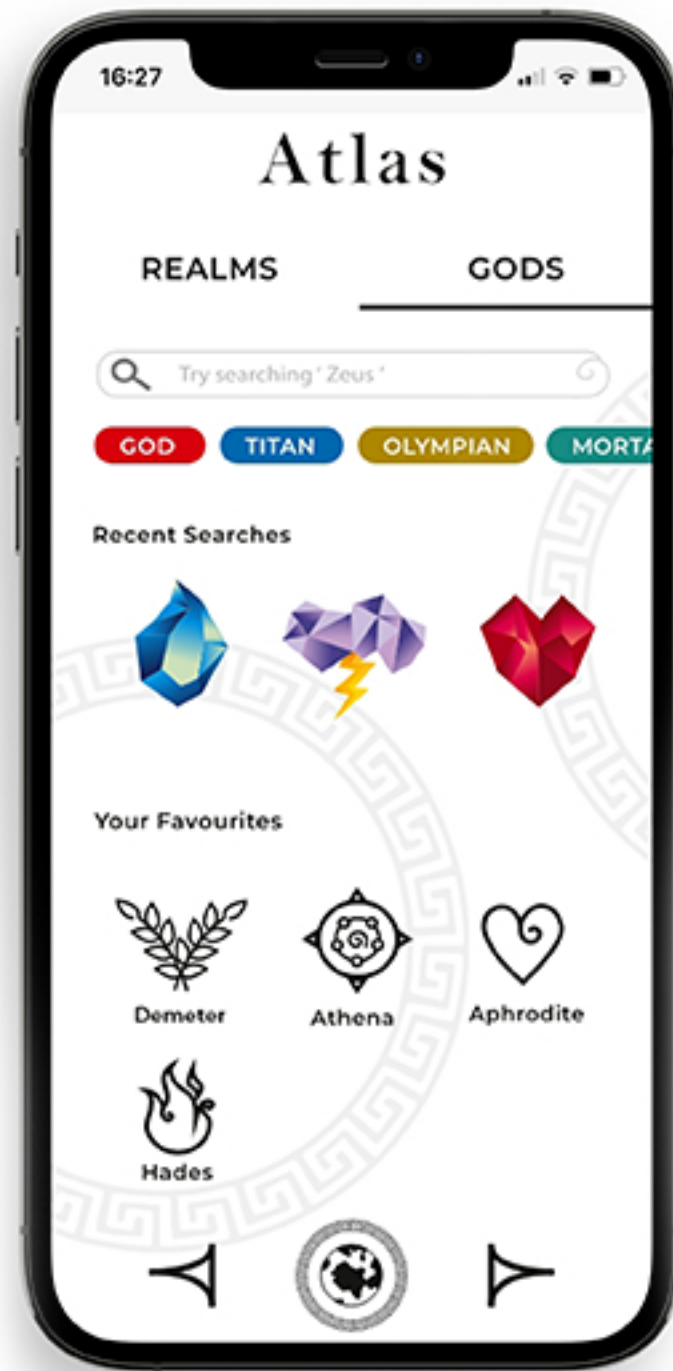 16:27
Atlas
REALMS GODS
Try searching ‘ Zeus ’
GOD TITAN OLYMPIAN MORTA
Recent Searches
Your Favourites
Demeter Athena Aphrodite
Hades